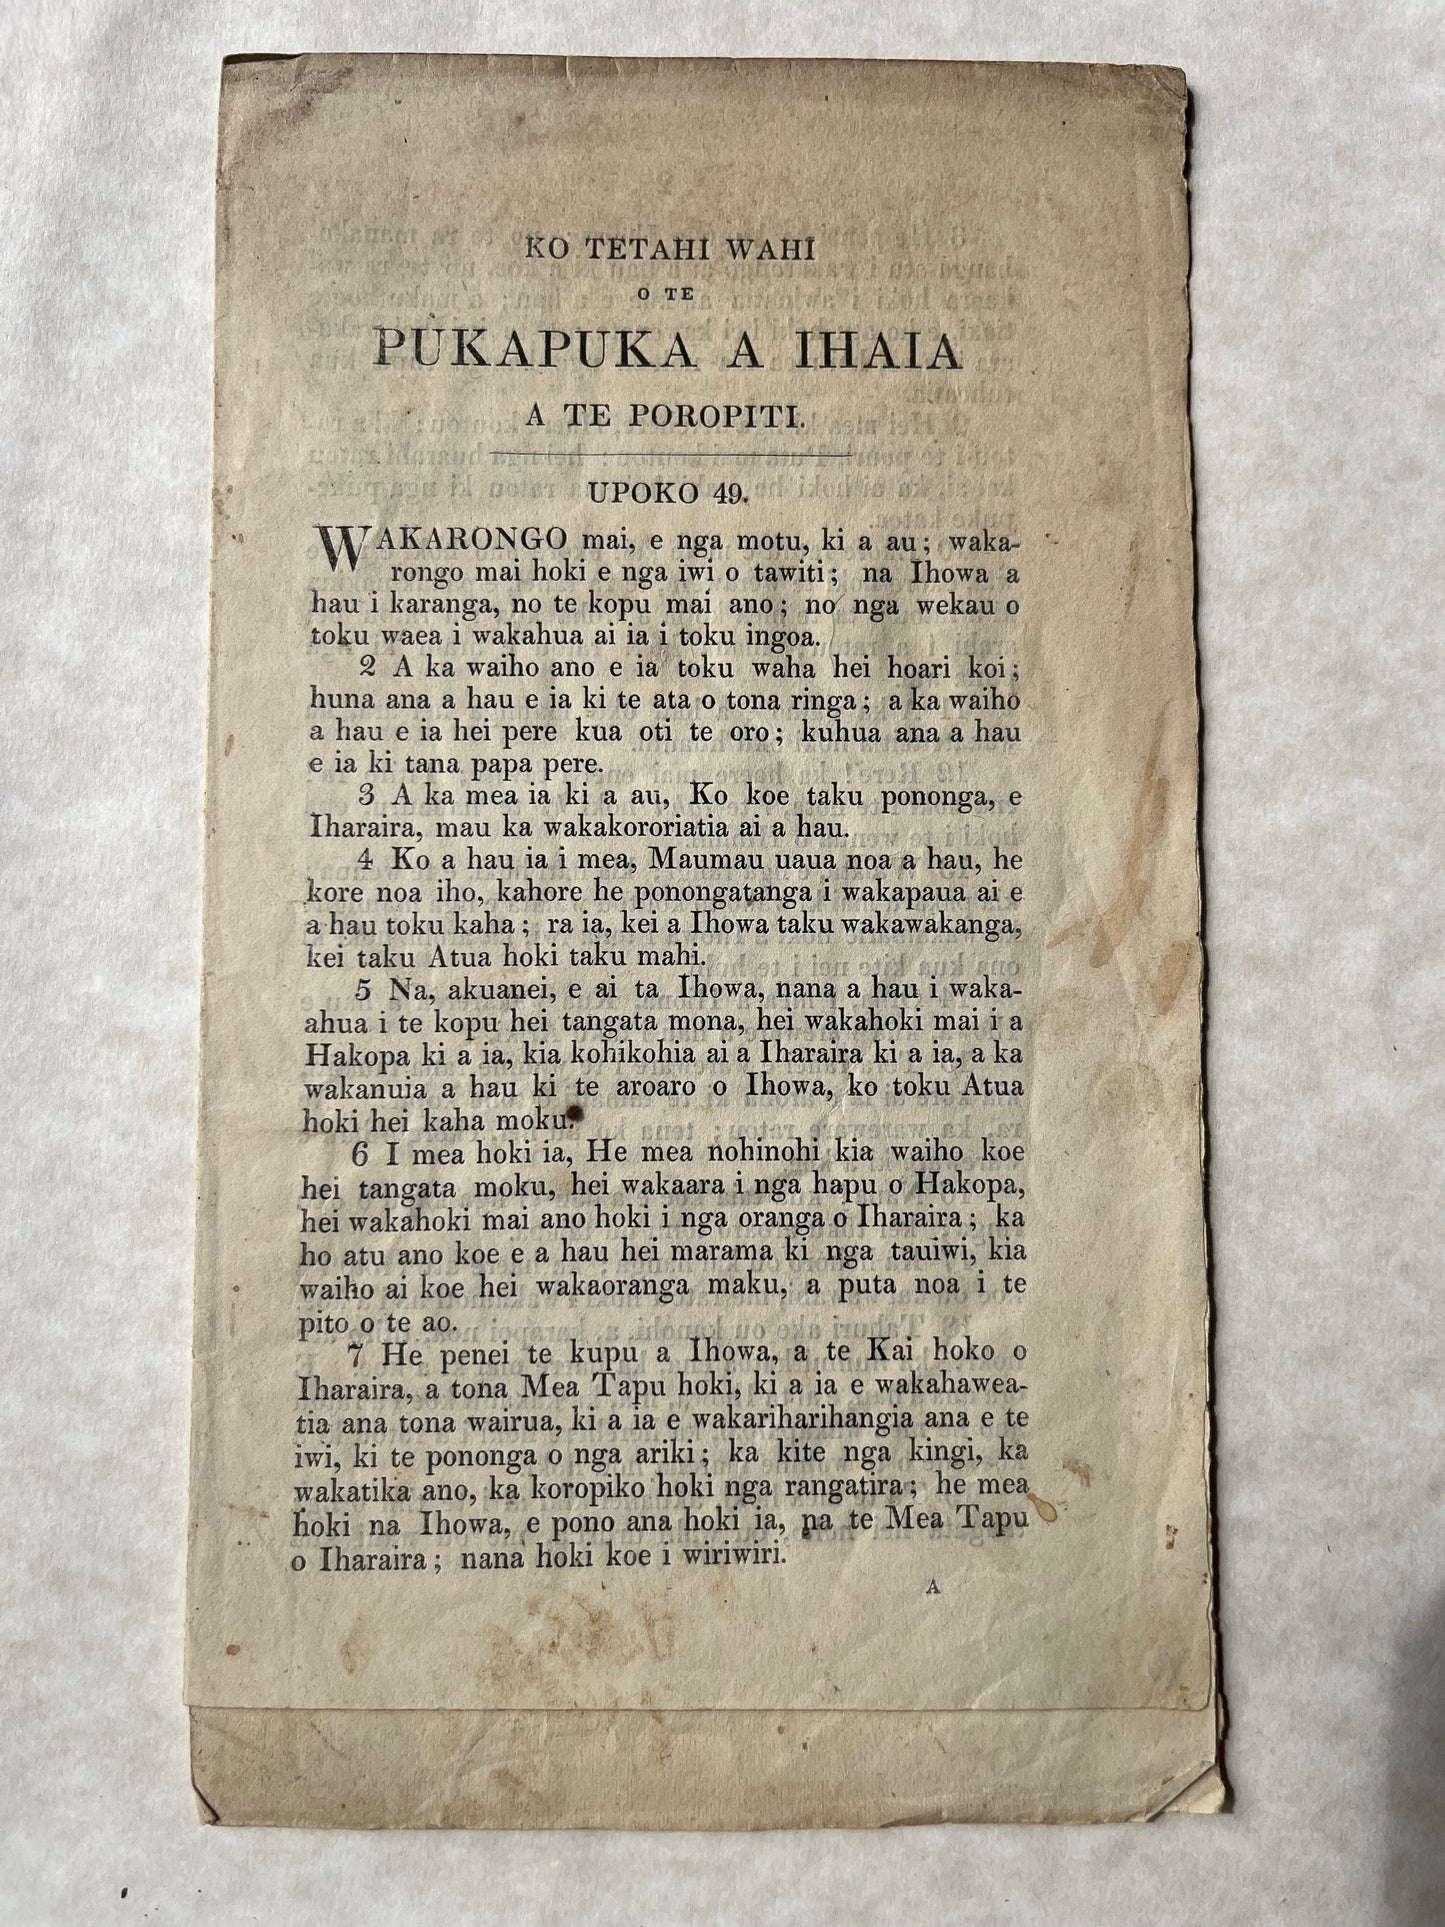 KO TETAHI WAHI
O TE
PUKAPUKA A IHAIA
A TE POROPITI.
UPOKO 49.
WAKARONGO mai, e nga motu, ki a au; waka-
rongo mai hoki e nga iwi o tawiti; na Ihowa a
hau i karanga, no te kopu mai ano; no nga wekau o
toku waea i wakahua ai ia i toku ingoa.
2 A ka waiho ano e ia toku waha hei hoari koi;
huna ana a hau e ia ki te ata o tona ringa; a ka waiho
a hau e ia hei pere kua oti te oro; kuhua ana a hau
e ia ki tana papa pere.
3 A ka mea ia ki a au, Ko koe taku pononga, e
Iharaira, mau ka wakakororiatia ai a hau.
4 Ko a hau ia i mea, Maumau uaua noa a hau, he
kore noa iho, kahore he ponongatanga i wakapaua ai e
a hau toku kaha; ra ia, kei a Ihowa taku wakawakanga,
kei taku Atua hoki taku mahi.
5 Na, akuanei, e ai ta Ihowa, nana a hau i waka-
ahua i te kopu hei tangata mona, hei wakahoki mai i a
Hakopa ki a ia, kia kohikohia ai a Iharaira ki a ia, a ka
wakanuia a hau ki te aroaro o Ihowa, ko toku Atua
hoki hei kaha moku.
6 I mea hoki ia, He mea nohinohi kia waiho koe
hei tangata moku, hei wakaara i nga hapu o Hakopa,
hei wakahoki mai ano hoki i nga oranga o Iharaira; ka
ho atu ano koe e a hau hei marama ki nga tauiwi, kia
waiho ai koe hei wakaoranga maku, a puta noa i te
pito o te ao.
7 He penei te kupu a Ihowa, a te Kai hoko o
Iharaira, a tona Mea Tapu hoki, ki a ia e wakahawea-
tia ana tona wairua, ki a ia e wakariharihangia ana e te
iwi, ki te pononga o nga ariki; ka kite nga kingi, ka
wakatika ano, ka koropiko hoki nga rangatira; he mea
hoki na Ihowa, e pono ana hoki ia, na te Mea Tapu
o Iharaira; nana hoki koe i wiriwiri.
A